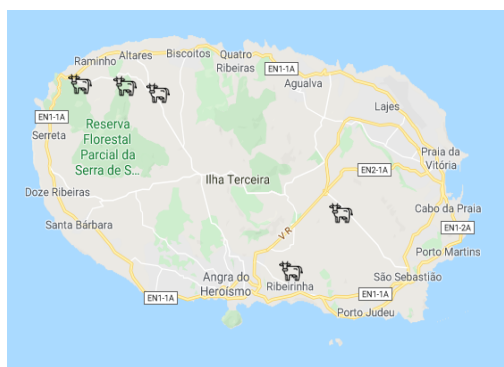 Raminho
Altares
Biscoitos
Quatro
Ribeiras
EN1-1A
Agualva
Lajes
EN1-1A
Serreta
Reserva
Florestal
Parcial da
Serra de S...
Praia da
Vitória
EN2-1A
Ilha Terceira
Doze Ribeiras
Cabo da Praia
Santa Bárbara
VR
EN1-2A
Porto Martins
Angra do
Heroísmo
Ribeirinha
São Sebastião
EN1-1A
EN1-1A
Porto Judeu